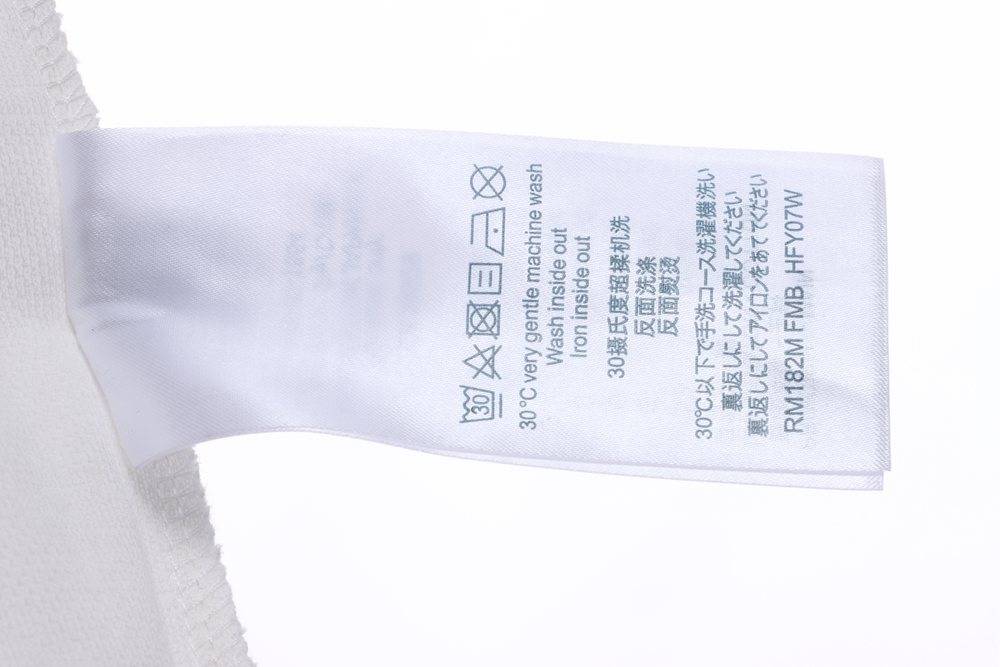 30
30°C very gentle machine wash
Wash inside out
Iron inside out
30摄氏度超揉机洗
反面洗涤
反面熨烫
30℃以下で手洗コース洗濯機洗い
裏返しにして洗濯してください
裏返しにしてアイロンをあててください
RM182M FMB HFY07W